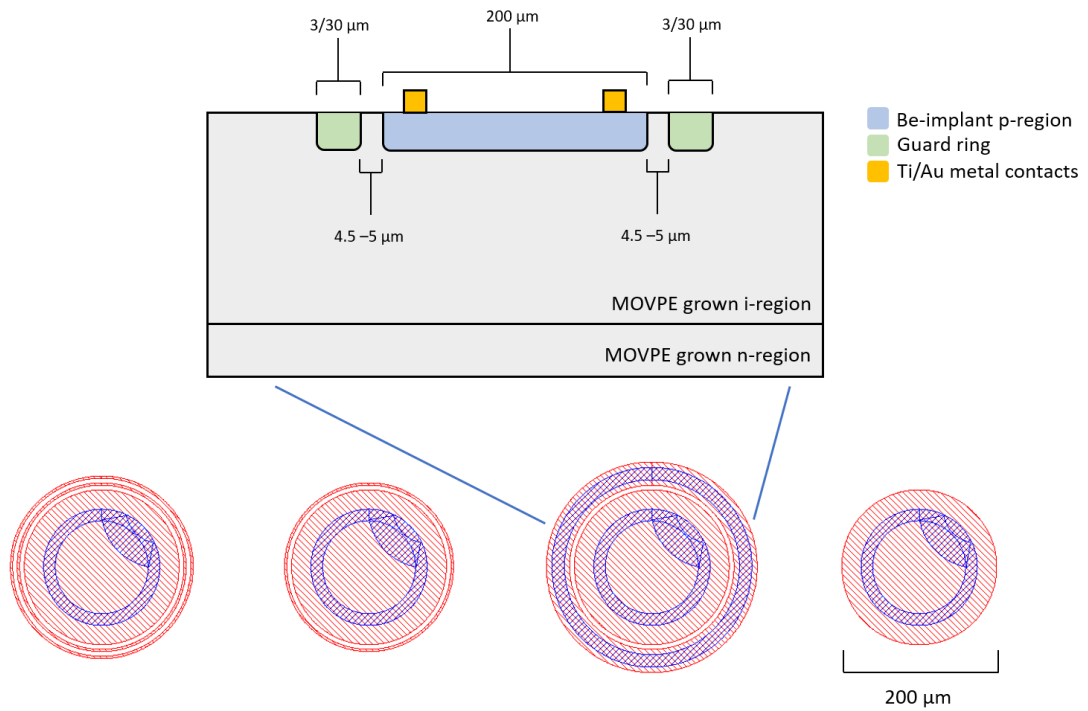 200 µm
3/30 µm
3/30 µm
Be-implant p-region
Guard ring
Ti/Au metal contacts
4.5 –5 µm
4.5 –5 µm
MOVPE grown i-region
MOVPE grown n-region
200 µm